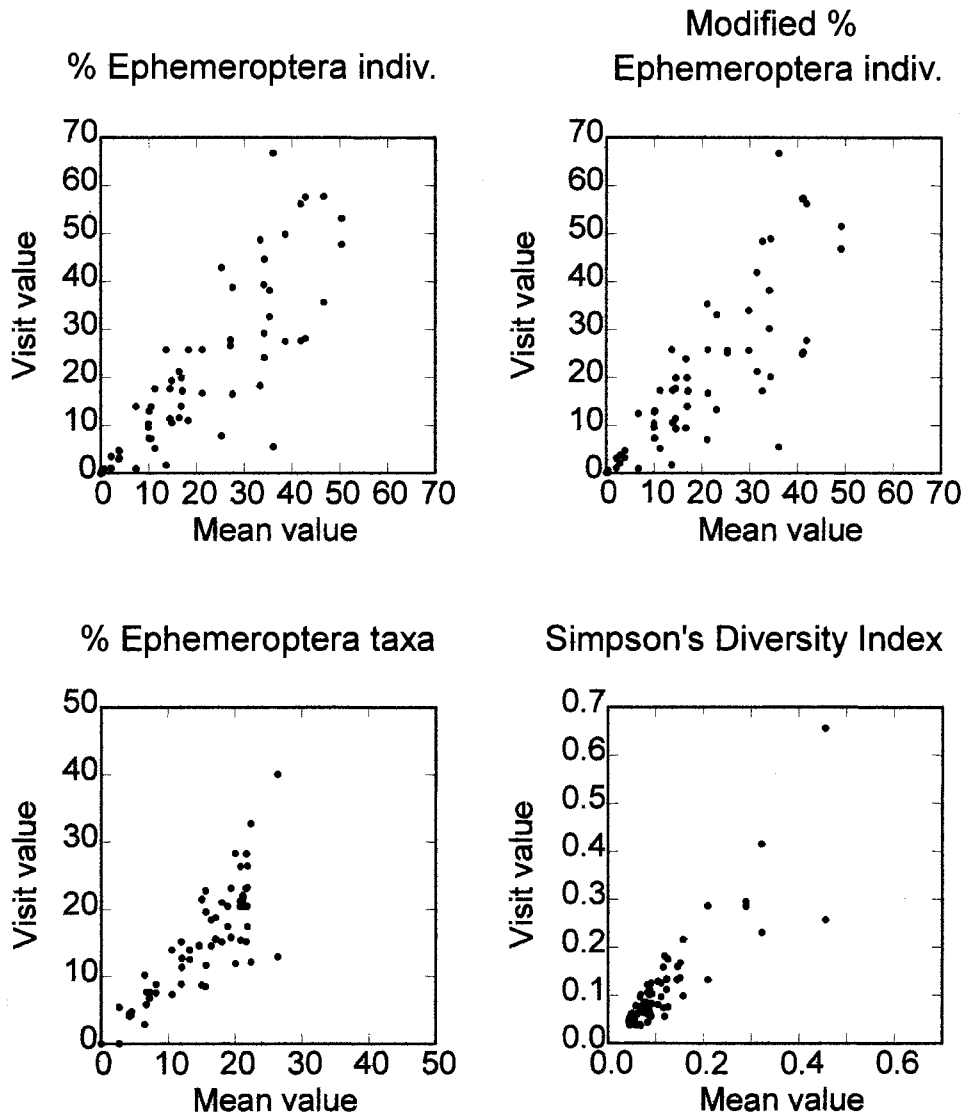 % Ephemeroptera indiv.
70
60
50
40
30
20
10
0
Visit value
0 10 20 30 40 50 60 70
Mean value
Modified %
Ephemeroptera indiv.
70
60
50
40
30
20
10
0
Visit value
0 10 20 30 40 50 60 70
Mean value
% Ephemeroptera taxa
50
40
30
20
10
0
Visit value
0 10 20 30 40 50
Mean value
Simpson's Diversity Index
0.7
0.6
0.5
0.4
0.3
0.2
0.1
0.0
Visit value
0.0 0.2 0.4 0.6
Mean value